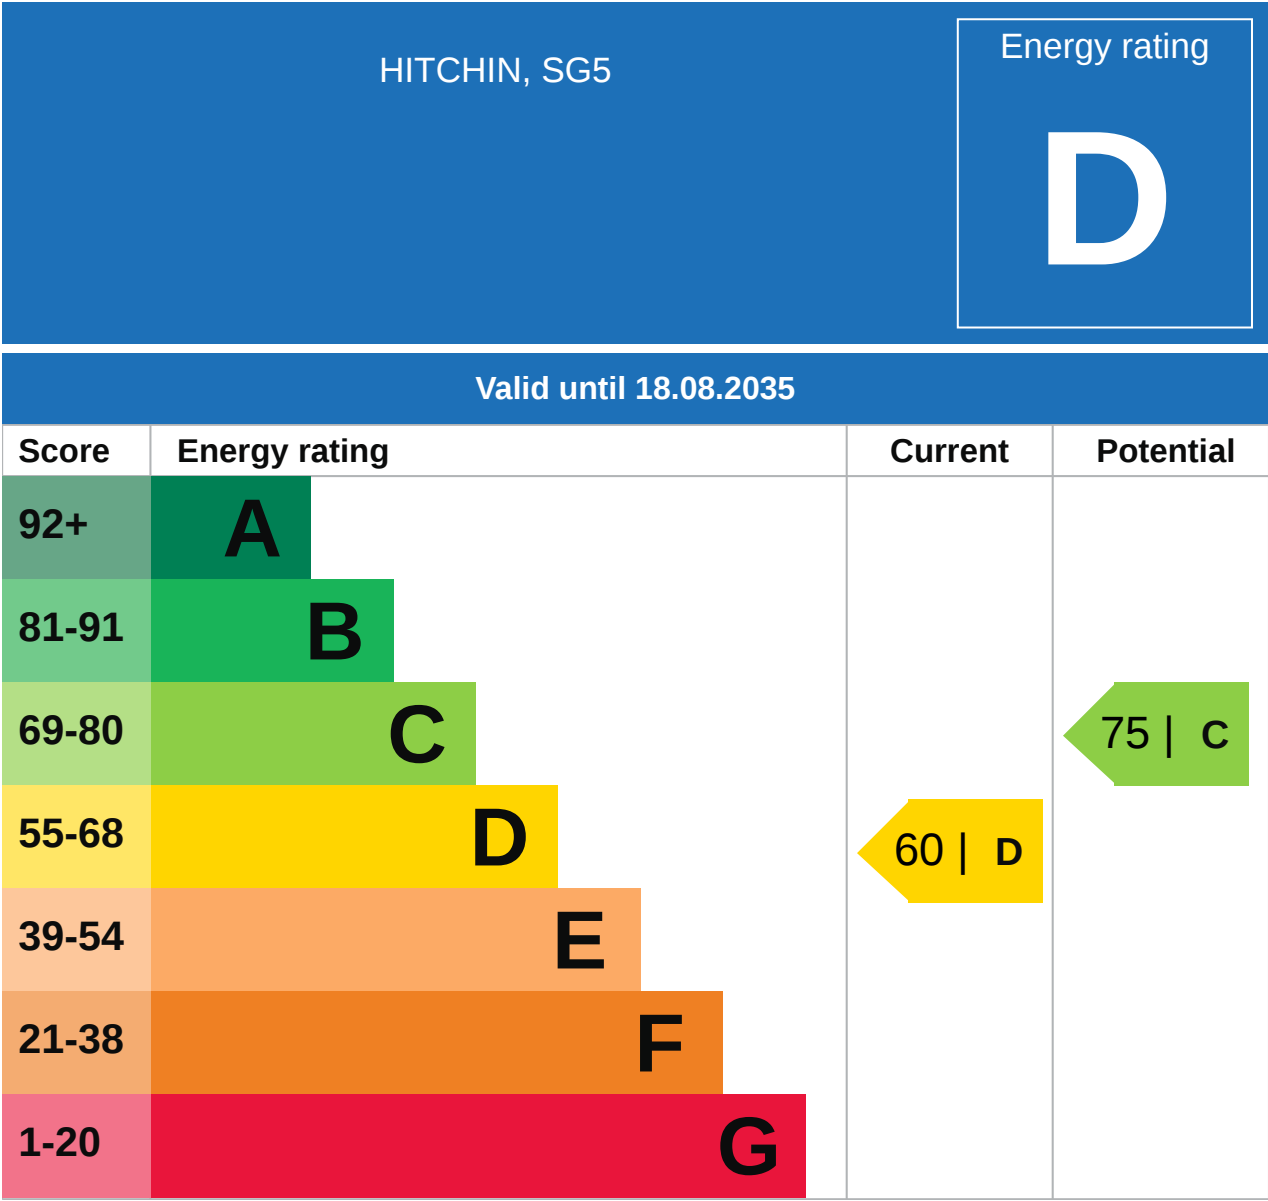 HITCHIN, SG5
Energy rating
D
Valid until 18.08.2035
Score Energy rating Current Potential
92+ A
81-91 B
69-80 C
75 | C
55-68 D
60 | D
39-54 E
21-38 F
1-20 G